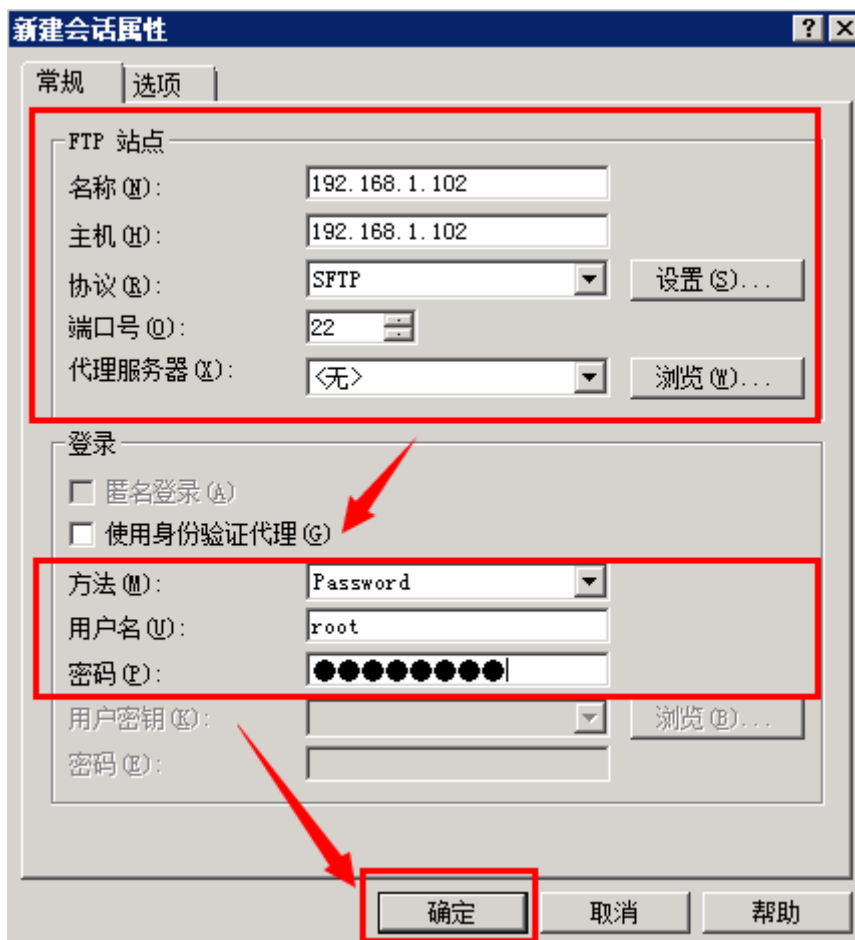 新建会话属性
常规 选项
FTP 站点
名称(N): 192.168.1.102
主机(H): 192.168.1.102
协议(R): SFTP 设置(S)...
端口号(O): 22
代理服务器(X): <无> 浏览(W)...
登录
匿名登录(A)
使用身份验证代理(G)
方法(M): Password
用户名(U): root
密码(P): ●●●●●●●●
用户密钥(K): 浏览(B)...
密码(E):
确定 取消 帮助